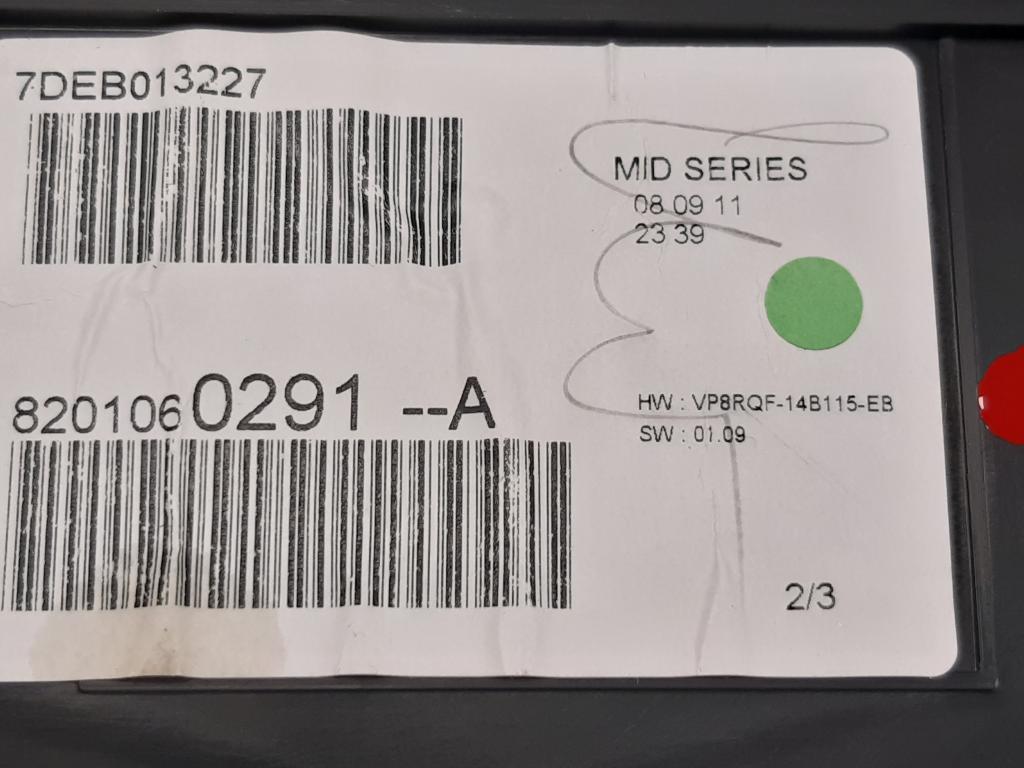 7DEB013227
MID SERIES
08 09 11
23 39
8201060291 --A
HW : VP8RQF-14B115-EB
SW : 01.09
2/3